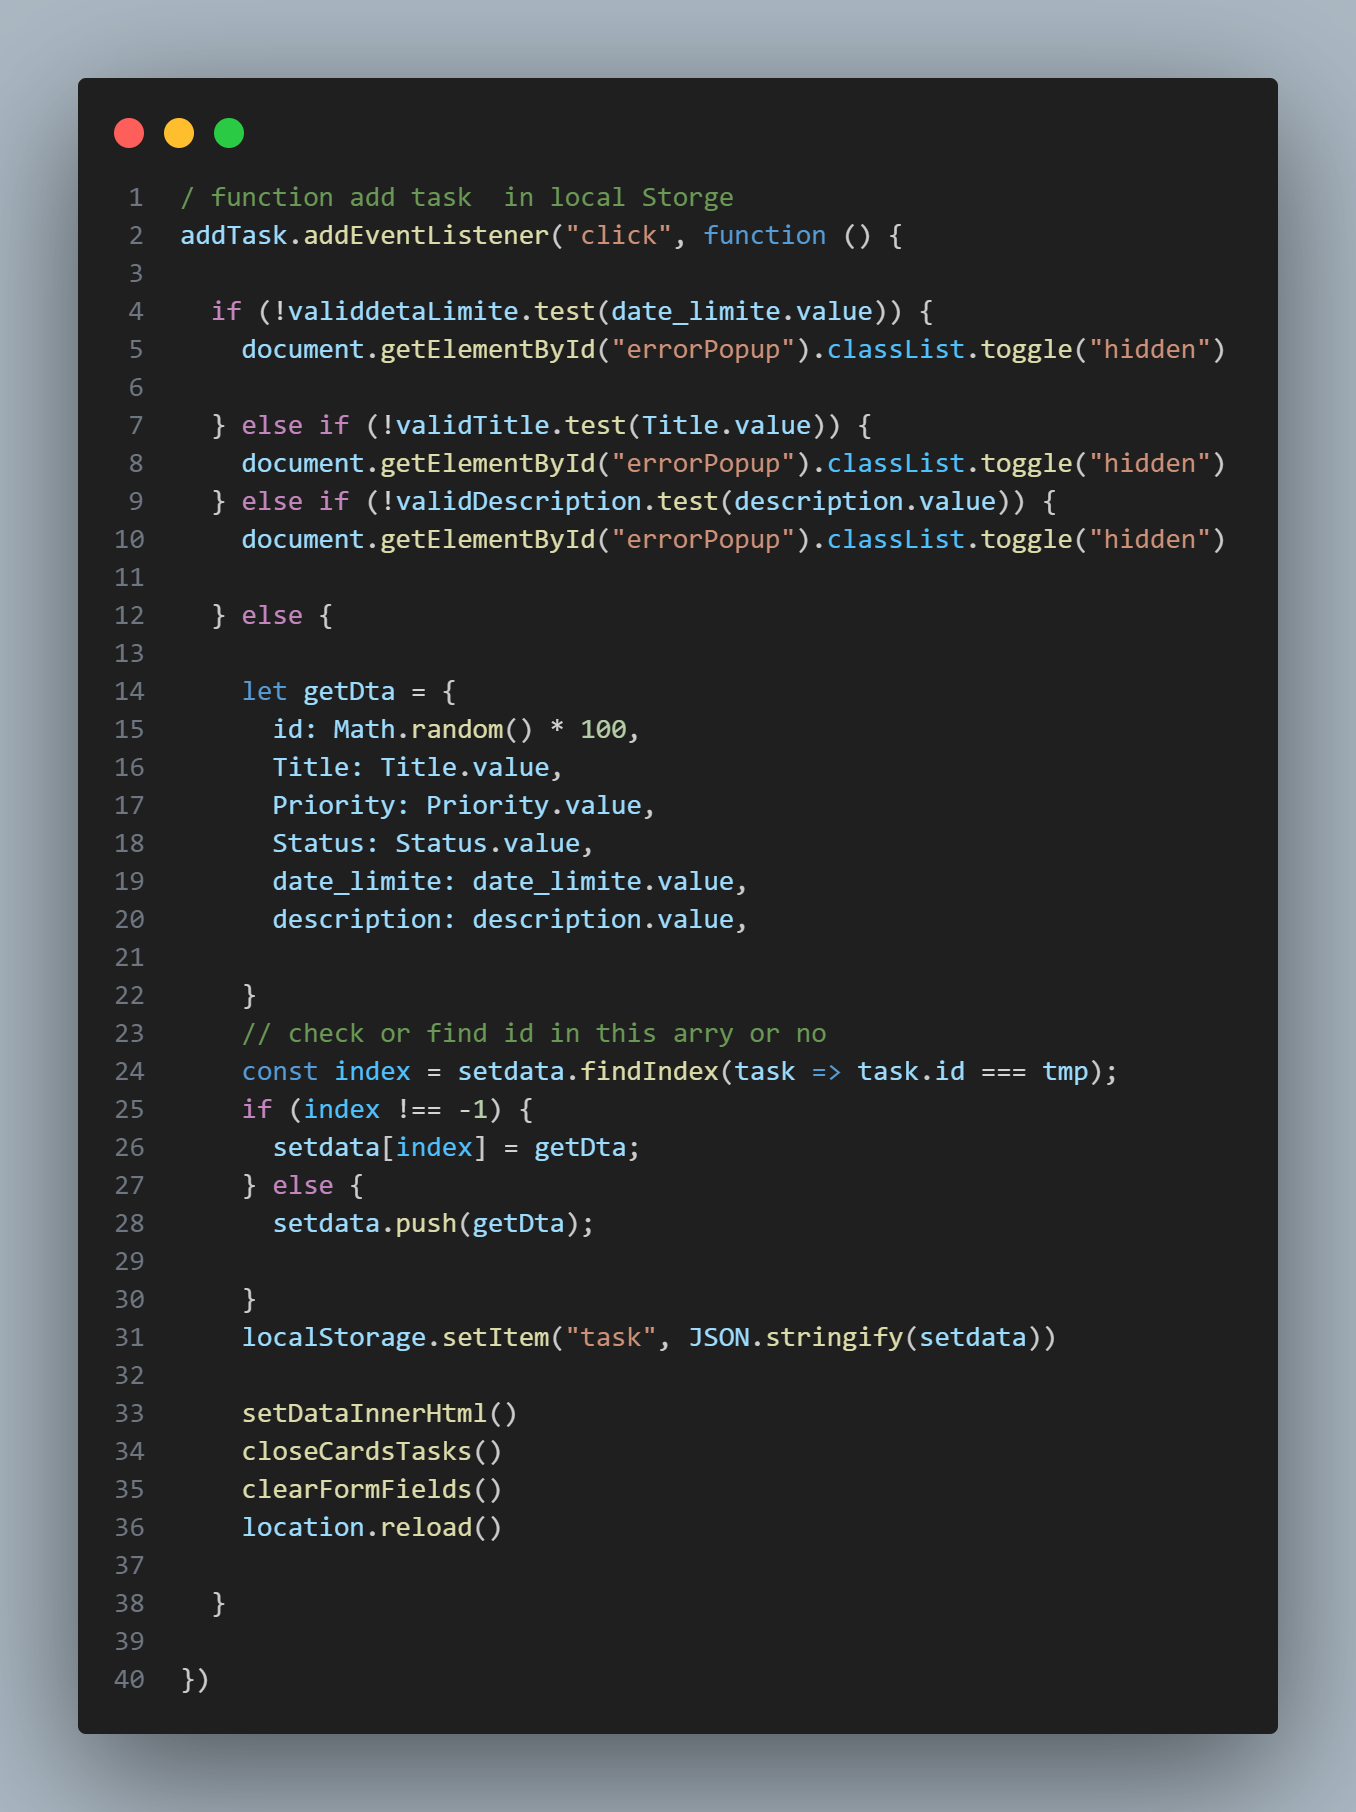 1 / function add task  in local Storge
2 addTask.addEventListener("click", function () {
3
4   if (!validdetaLimite.test(date_limite.value)) {
5     document.getElementById("errorPopup").classList.toggle("hidden")
6
7   } else if (!validTitle.test(Title.value)) {
8     document.getElementById("errorPopup").classList.toggle("hidden")
9   } else if (!validDescription.test(description.value)) {
10     document.getElementById("errorPopup").classList.toggle("hidden")
11
12   } else {
13
14     let getDta = {
15       id: Math.random() * 100,
16       Title: Title.value,
17       Priority: Priority.value,
18       Status: Status.value,
19       date_limite: date_limite.value,
20       description: description.value,
21
22     }
23     // check or find id in this arry or no
24     const index = setdata.findIndex(task => task.id === tmp);
25     if (index !== -1) {
26       setdata[index] = getDta;
27     } else {
28       setdata.push(getDta);
29
30     }
31     localStorage.setItem("task", JSON.stringify(setdata))
32
33     setDataInnerHtml()
34     closeCardsTasks()
35     clearFormFields()
36     location.reload()
37
38   }
39
40 })